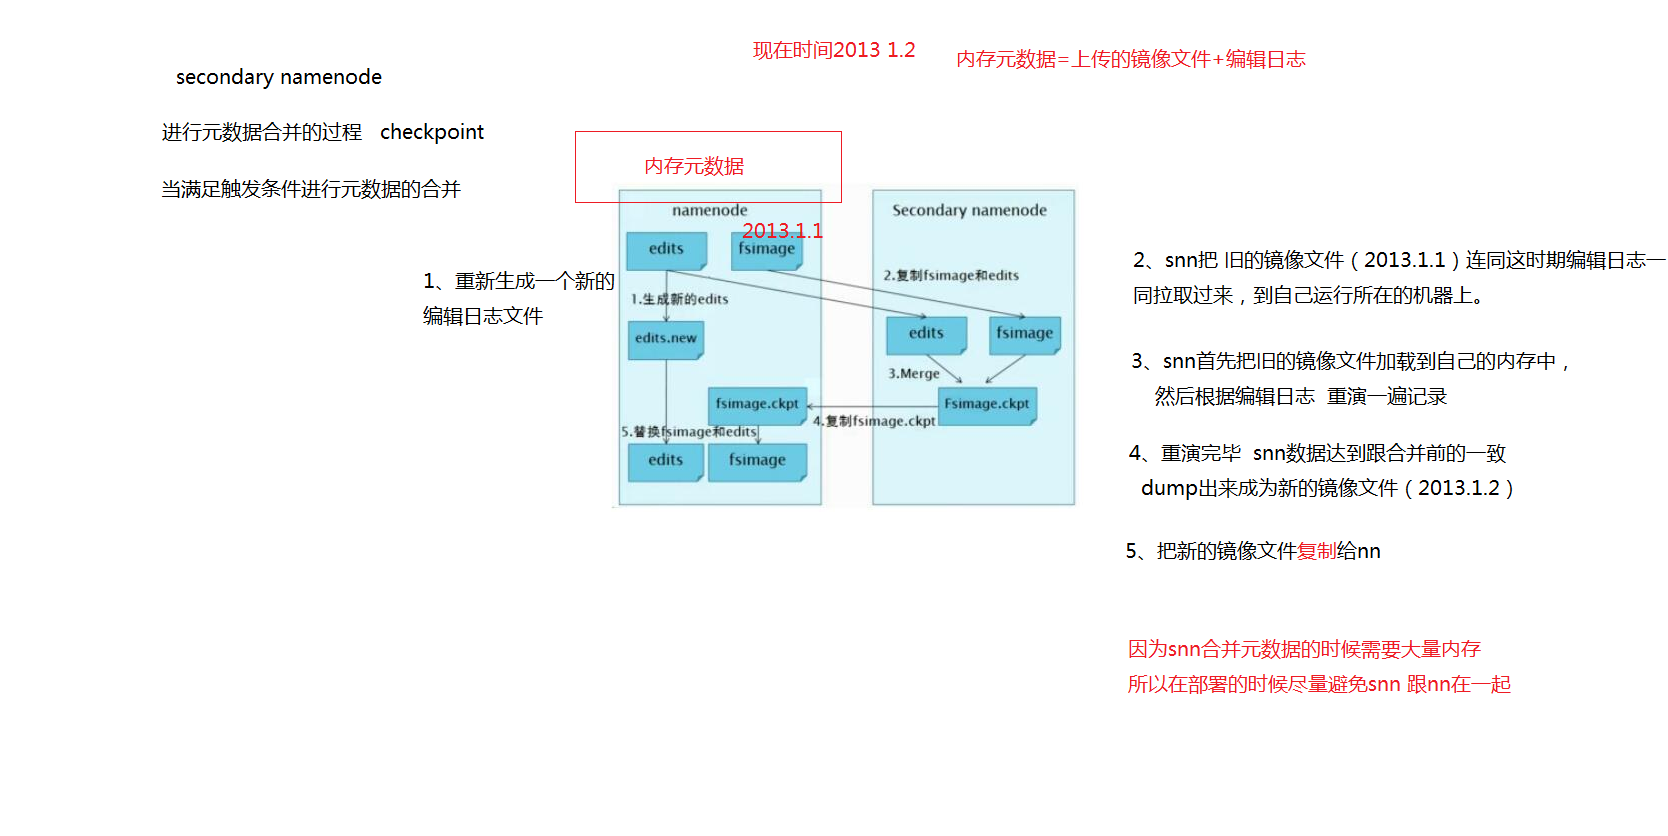 现在时间2013 1.2
内存元数据=上传的镜像文件+编辑日志
secondary namenode
进行元数据合并的过程 checkpoint
当满足触发条件进行元数据的合并
内存元数据
namenode
2013.1.1
edits
fsimage
1.生成新的edits
edits.new
fsimage.ckpt
5.替换fsimage和edits
edits
fsimage
Secondary namenode
2.复制fsimage和edits
edits
fsimage
3.Merge
Fsimage.ckpt
4.复制fsimage.ckpt
1、重新生成一个新的
编辑日志文件
2、snn把 旧的镜像文件（2013.1.1）连同这时期编辑日志一
同拉取过来，到自己运行所在的机器上。
3、snn首先把旧的镜像文件加载到自己的内存中，
然后根据编辑日志 重演一遍记录
4、重演完毕 snn数据达到跟合并前的一致
dump出来成为新的镜像文件（2013.1.2）
5、把新的镜像文件复制给nn
因为snn合并元数据的时候需要大量内存
所以在部署的时候尽量避免snn 跟nn在一起